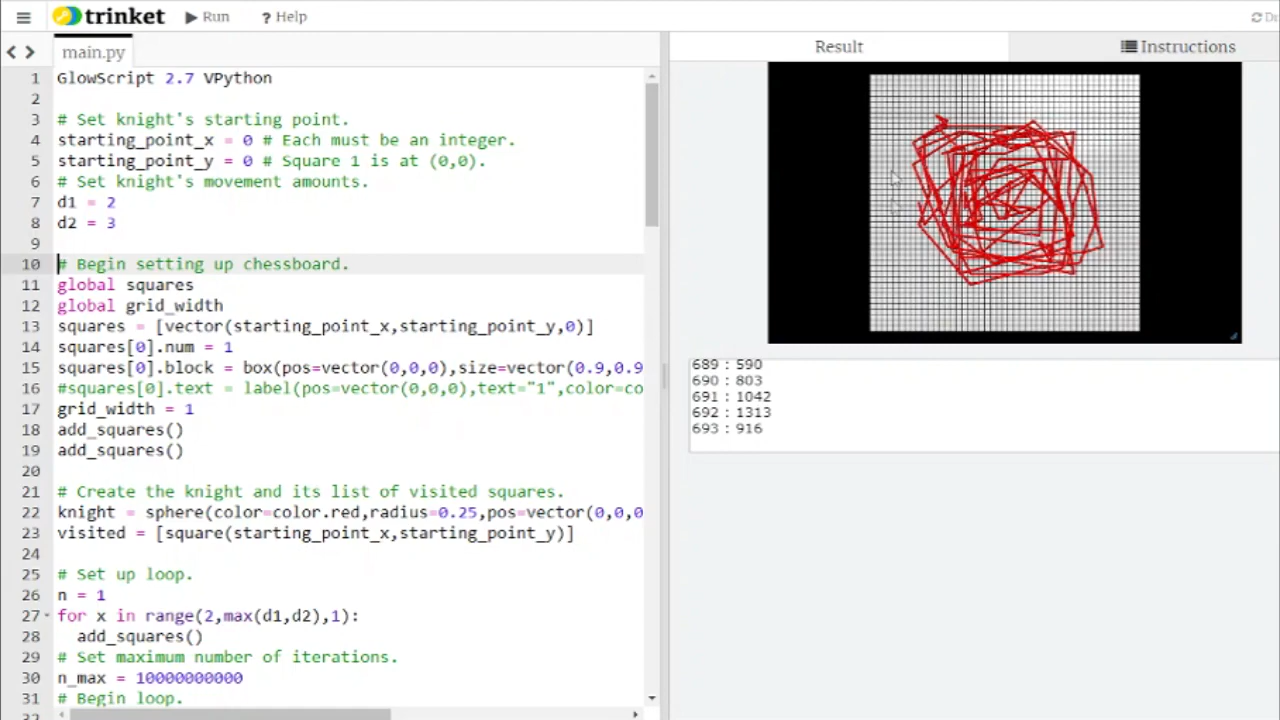 trinket
Run
? Help
Dr
main.py
Result
Instructions
1 GlowScript 2.7 VPython
2
3 # Set knight's starting point.
4 starting_point_x = 0 # Each must be an integer.
5 starting_point_y = 0 # Square 1 is at (0,0).
6 # Set knight's movement amounts.
7 d1 = 2
8 d2 = 3
9
10 # Begin setting up chessboard.
11 global squares
12 global grid_width
13 squares = [vector(starting_point_x,starting_point_y,0)]
14 squares[0].num = 1
15 squares[0].block = box(pos=vector(0,0,0),size=vector(0.9,0.9
16 #squares[0].text = label(pos=vector(0,0,0),text="1",color=co
17 grid_width = 1
18 add_squares()
19 add_squares()
20
21 # Create the knight and its list of visited squares.
22 knight = sphere(color=color.red,radius=0.25,pos=vector(0,0,0
23 visited = [square(starting_point_x,starting_point_y)]
24
25 # Set up loop.
26 n = 1
27 for x in range(2,max(d1,d2),1):
28 add_squares()
29 # Set maximum number of iterations.
30 n_max = 10000000000
31 # Begin loop.
689 : 590
690 : 803
691 : 1042
692 : 1313
693 : 916